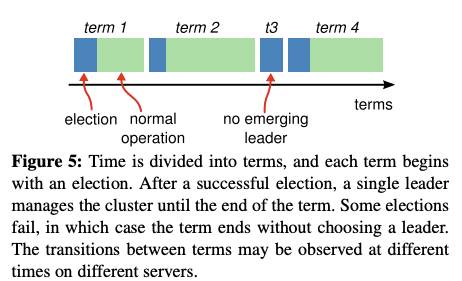 term 1 term 2 t3 term 4
terms
election normal operation no emerging leader
Figure 5: Time is divided into terms, and each term begins
with an election. After a successful election, a single leader
manages the cluster until the end of the term. Some elections
fail, in which case the term ends without choosing a leader.
The transitions between terms may be observed at different
times on different servers.